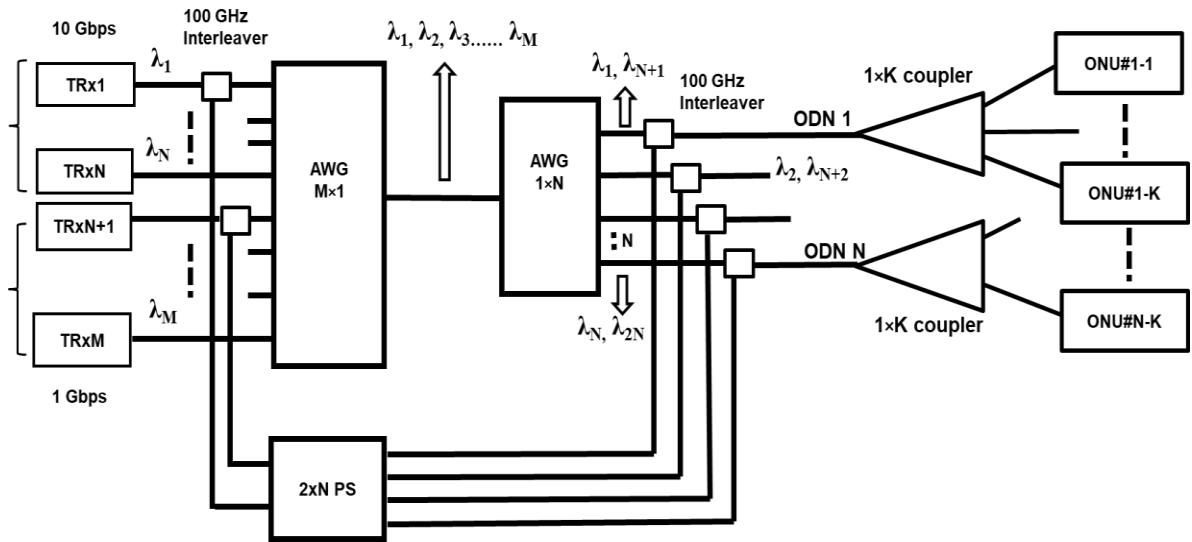 10 Gbps
100 GHz
Interleaver
λ1, λ2, λ3...... λM
TRx1
λ1
TRxN
λN
TRxN+1
TRxM
λM
1 Gbps
AWG
M×1
AWG
1×N
λ1, λN+1
100 GHz
Interleaver
λ2, λN+2
: N
λN, λ2N
ODN 1
1×K coupler
ONU#1-1
ONU#1-K
ODN N
1×K coupler
ONU#N-K
2xN PS